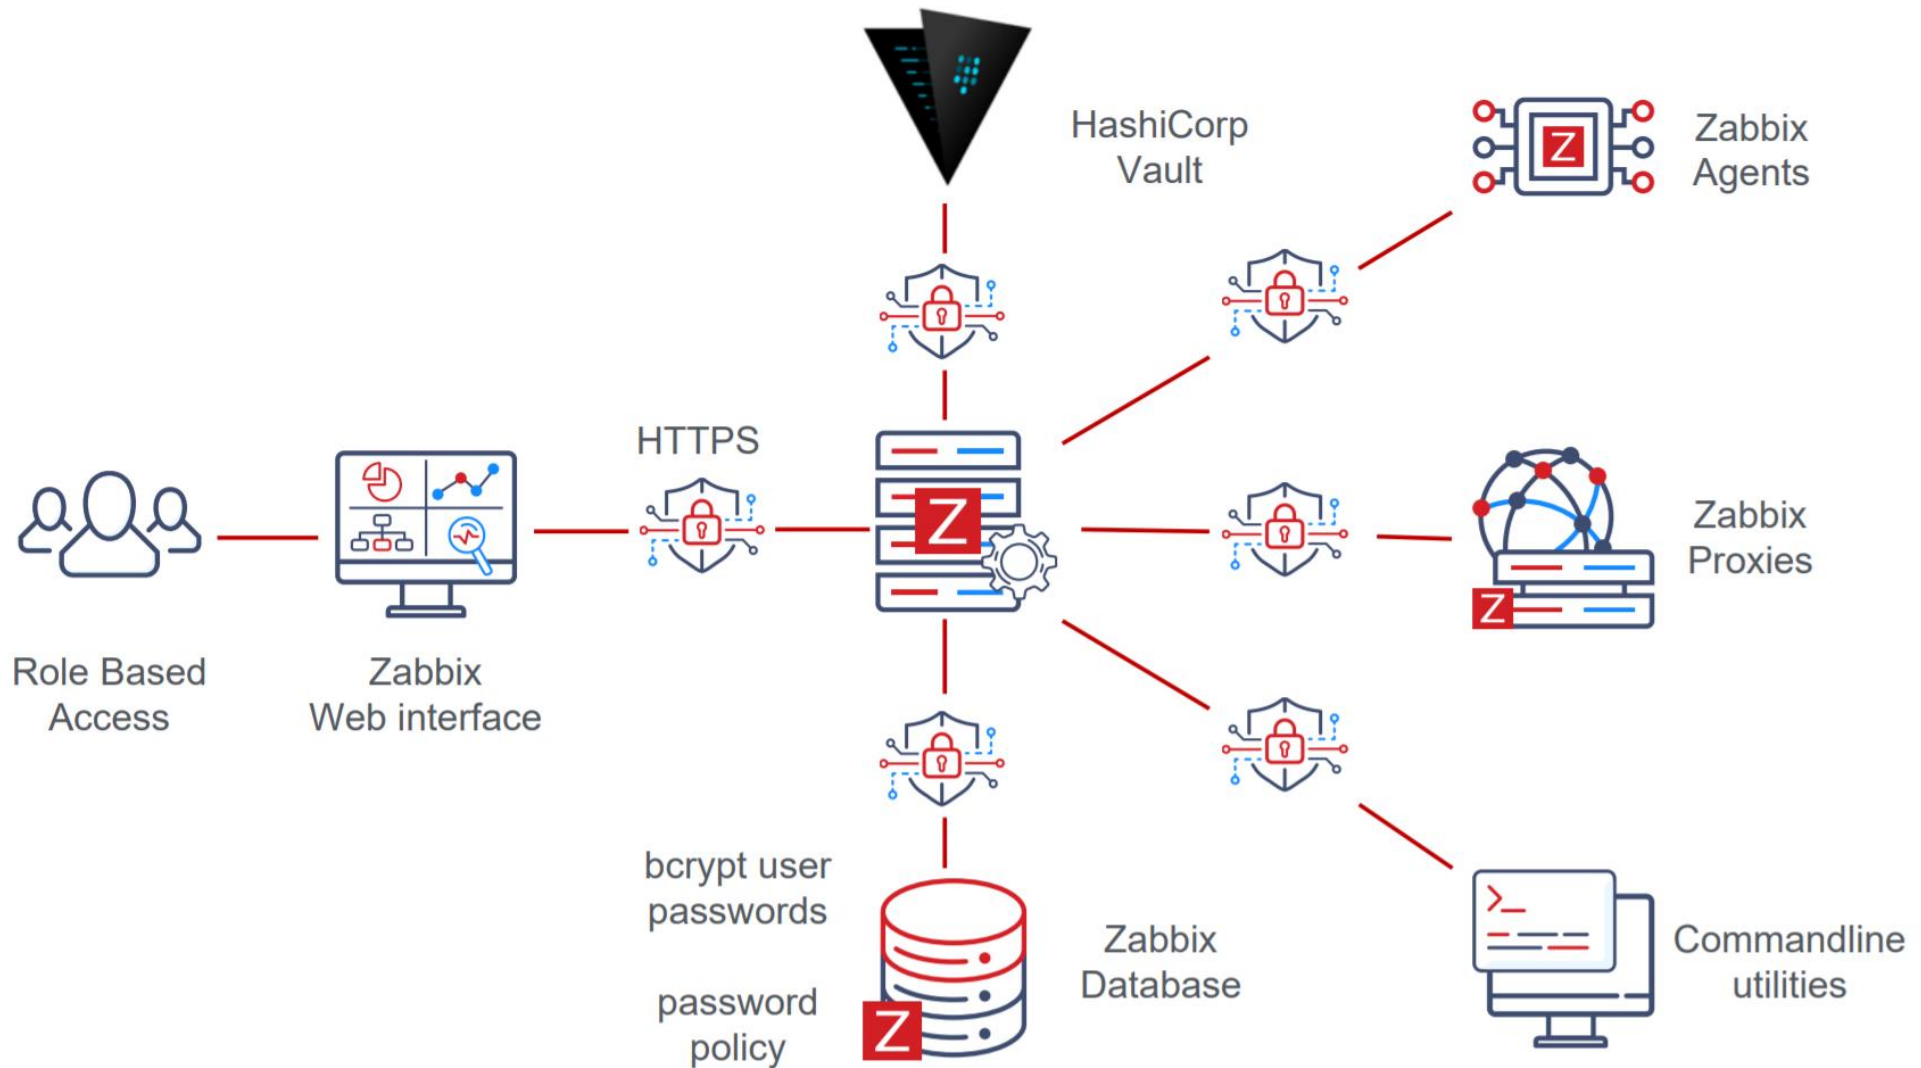 HashiCorp
Vault
Z
Zabbix
Agents
HTTPS
Z
Z
Zabbix
Proxies
Role Based
Access
Zabbix
Web interface
bcrypt user
passwords
password
policy
Z
Zabbix
Database
>_
Commandline
utilities